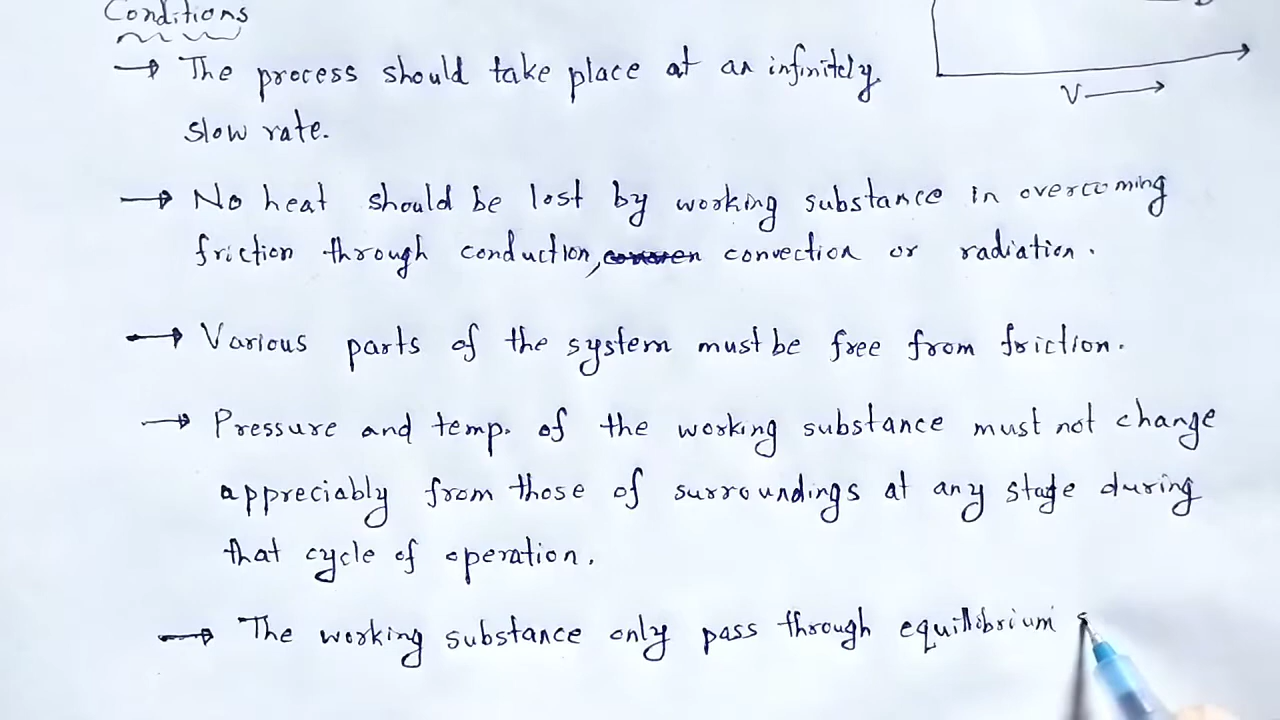 Conditions
→ The process should take place at an infinitely
slow rate.
V →
→ No heat should be lost by working substance in overcoming
friction through conduction, convection or radiation.
→ Various parts of the system must be free from friction.
→ Pressure and temp. of the working substance must not change
appreciably from those of surroundings at any stage during
that cycle of operation.
→ The working substance only pass through equillibrium s